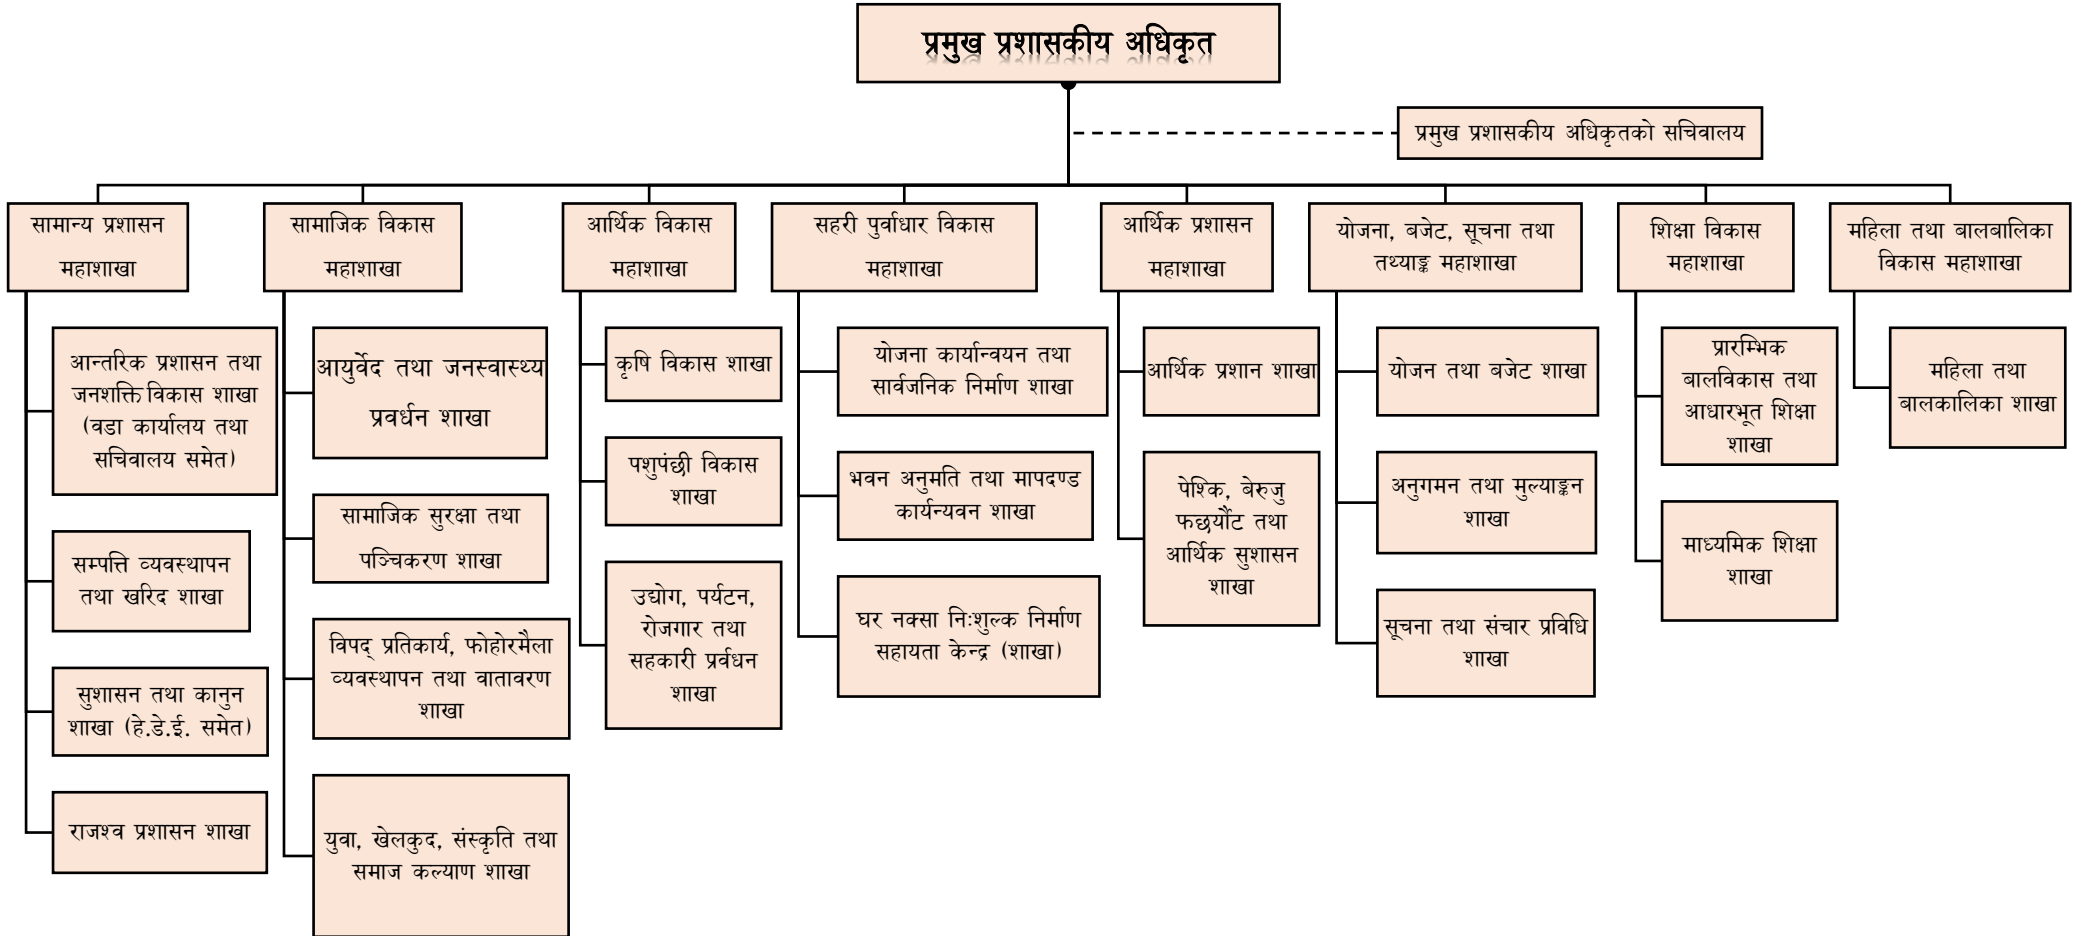 प्रमुख प्रशासकीय अधिकृत
प्रमुख प्रशासकीय अधिकृतको सचिवालय
सामान्य प्रशासन
महाशाखा
आन्तरिक प्रशासन तथा
जनशक्ति विकास शाखा
(वडा कार्यालय तथा
सचिवालय समेत)
सम्पत्ति व्यवस्थापन
तथा खरिद शाखा
सुशासन तथा कानुन
शाखा (हे.डे.ई. समेत)
राजश्व प्रशासन शाखा
सामाजिक विकास
महाशाखा
आयुर्वेद तथा जनस्वास्थ्य
प्रवर्धन शाखा
सामाजिक सुरक्षा तथा
पञ्चिकरण शाखा
विपद् प्रतिकार्य, फोहोरमैला
व्यवस्थापन तथा वातावरण
शाखा
युवा, खेलकुद, संस्कृति तथा
समाज कल्याण शाखा
आर्थिक विकास
महाशाखा
कृषि विकास शाखा
पशुपंछी विकास
शाखा
उद्योग, पर्यटन,
रोजगार तथा
सहकारी प्रर्वधन
शाखा
सहरी पुर्वाधार विकास
महाशाखा
योजना कार्यान्वयन तथा
सार्वजनिक निर्माण शाखा
भवन अनुमति तथा मापदण्ड
कार्यन्यवन शाखा
घर नक्सा निःशुल्क निर्माण
सहायता केन्द्र (शाखा)
आर्थिक प्रशासन
महाशाखा
आर्थिक प्रशान शाखा
पेश्कि, बेरुजु
फछर्यौट तथा
आर्थिक सुशासन
शाखा
योजना, बजेट, सूचना तथा
तथ्याङ्क महाशाखा
योजन तथा बजेट शाखा
अनुगमन तथा मुल्याङ्कन
शाखा
सूचना तथा संचार प्रविधि
शाखा
शिक्षा विकास
महाशाखा
प्रारम्भिक
बालविकास तथा
आधारभूत शिक्षा
शाखा
माध्यमिक शिक्षा
शाखा
महिला तथा बालबालिका
विकास महाशाखा
महिला तथा
बालकालिका शाखा